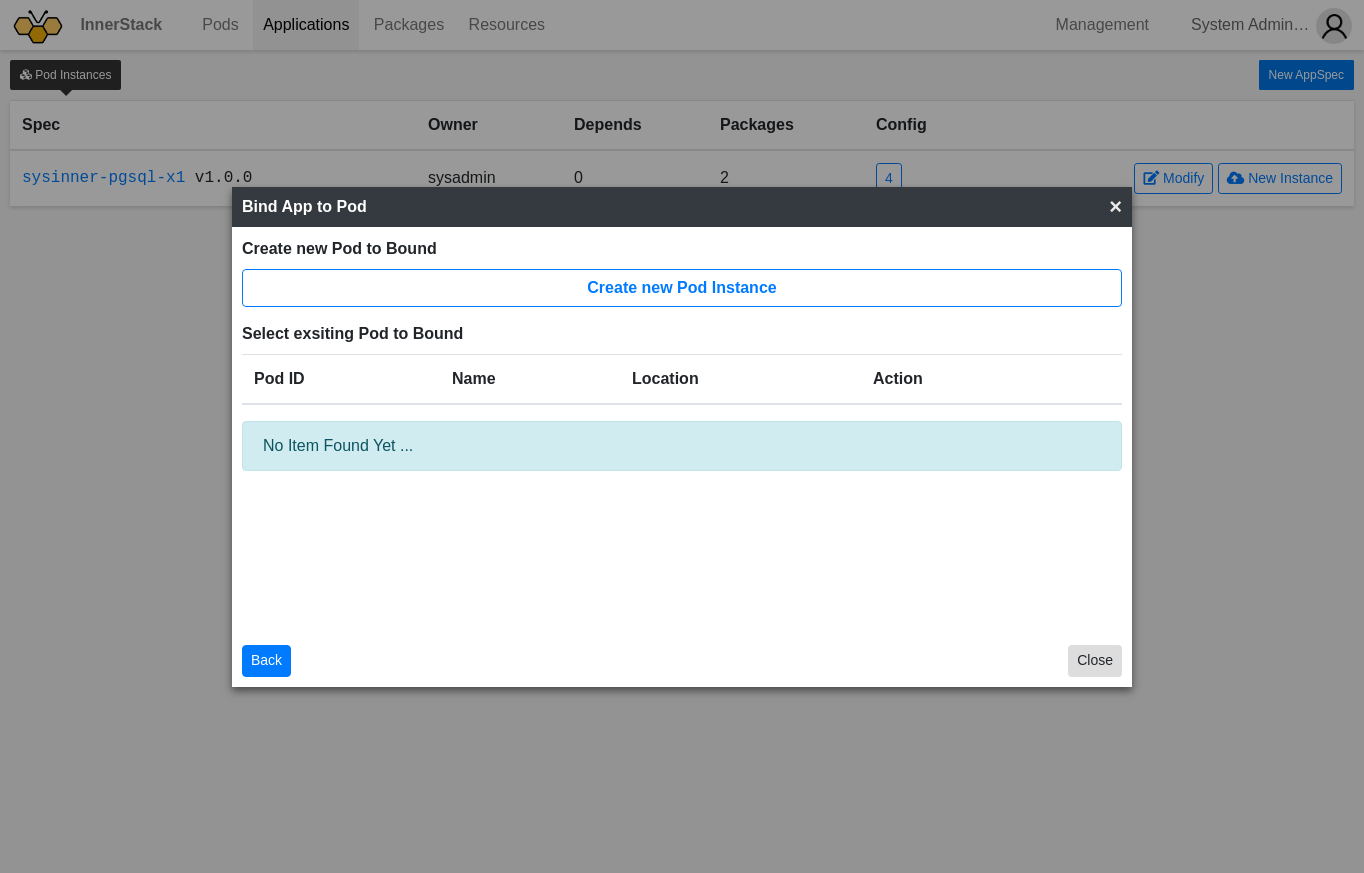 InnerStack Pods Applications Packages Resources Management System Admin…
Pod Instances New AppSpec
Spec Owner Depends Packages Config
sysinner-pgsql-x1 v1.0.0 sysadmin 0 2 4 Modify New Instance
Bind App to Pod ×
Create new Pod to Bound
Create new Pod Instance
Select exsiting Pod to Bound
Pod ID Name Location Action
No Item Found Yet ...
Back Close